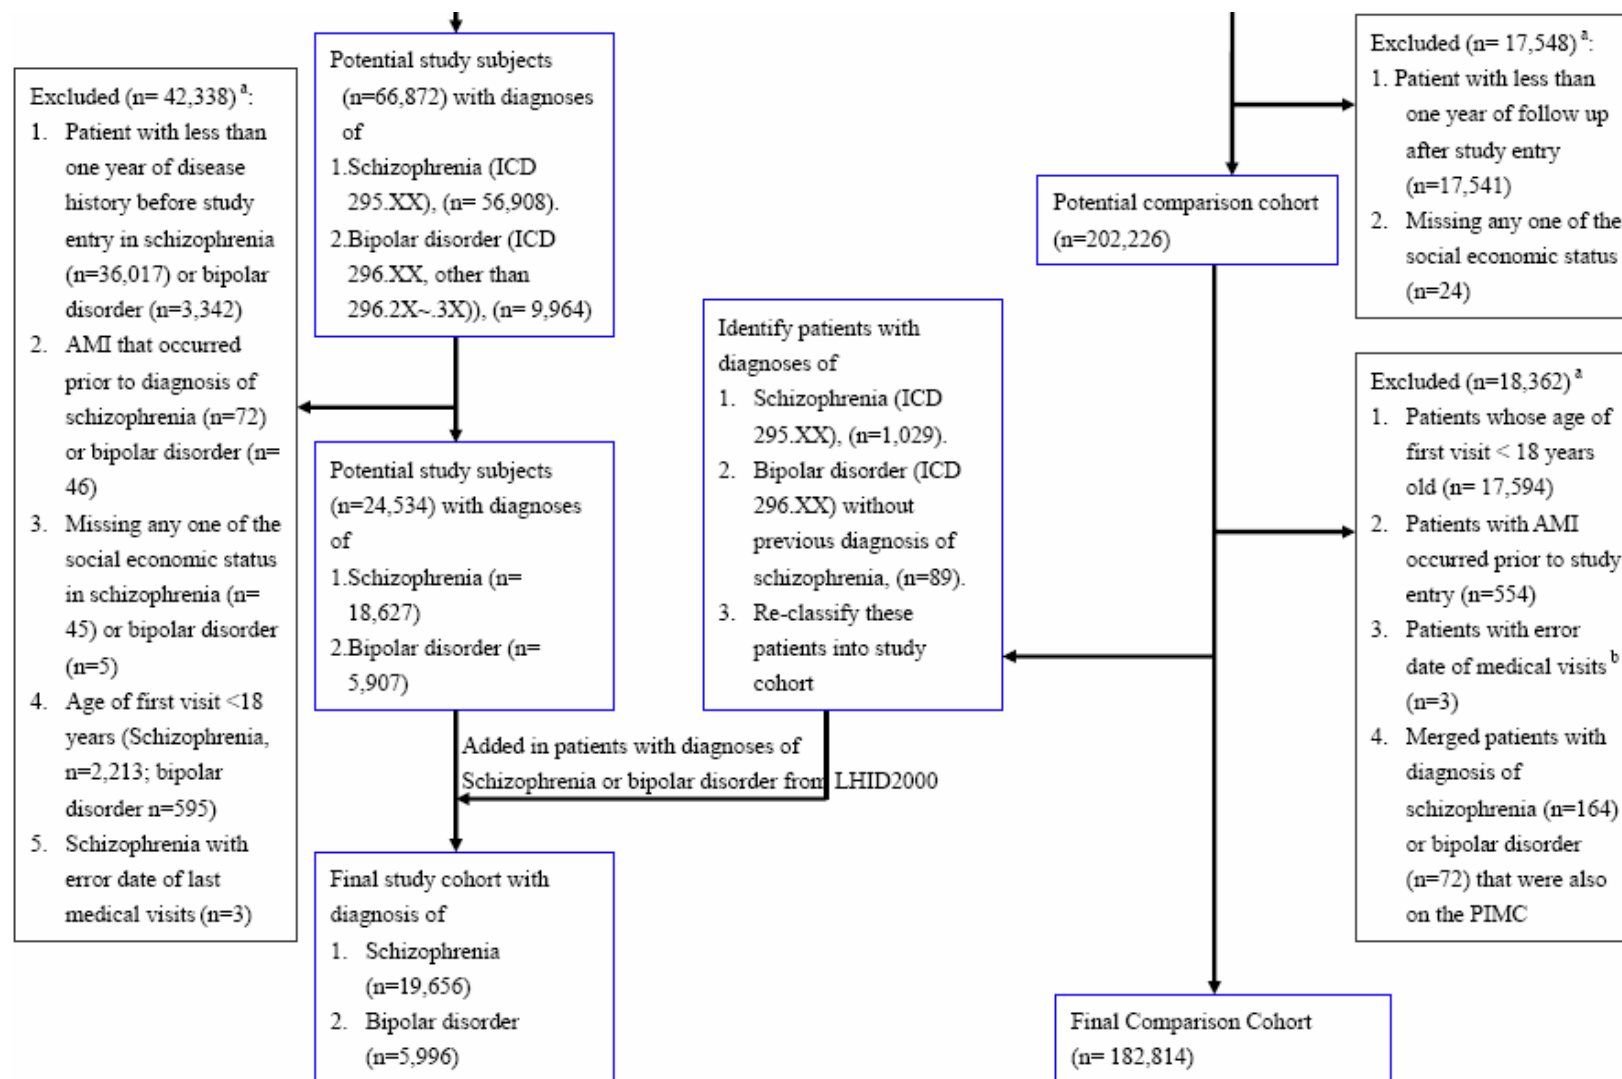 Excluded (n= 42,338) a:
1. Patient with less than
one year of disease
history before study
entry in schizophrenia
(n=36,017) or bipolar
disorder (n=3,342)
2. AMI that occurred
prior to diagnosis of
schizophrenia (n=72)
or bipolar disorder (n=
46)
3. Missing any one of the
social economic status
in schizophrenia (n=
45) or bipolar disorder
(n=5)
4. Age of first visit <18
years (Schizophrenia,
n=2,213; bipolar
disorder n=595)
5. Schizophrenia with
error date of last
medical visits (n=3)
Potential study subjects
(n=66,872) with diagnoses
of
1.Schizophrenia (ICD
295.XX), (n= 56,908).
2.Bipolar disorder (ICD
296.XX, other than
296.2X~.3X)), (n= 9,964)
Potential study subjects
(n=24,534) with diagnoses
of
1.Schizophrenia (n=
18,627)
2.Bipolar disorder (n=
5,907)
Added in patients with diagnoses of
Schizophrenia or bipolar disorder from LHID2000
Final study cohort with
diagnosis of
1. Schizophrenia
(n=19,656)
2. Bipolar disorder
(n=5,996)
Identify patients with
diagnoses of
1. Schizophrenia (ICD
295.XX), (n=1,029).
2. Bipolar disorder (ICD
296.XX) without
previous diagnosis of
schizophrenia, (n=89).
3. Re-classify these
patients into study
cohort
Potential comparison cohort
(n=202,226)
Final Comparison Cohort
(n= 182,814)
Excluded (n= 17,548) a:
1. Patient with less than
one year of follow up
after study entry
(n=17,541)
2. Missing any one of the
social economic status
(n=24)
Excluded (n=18,362) a
1. Patients whose age of
first visit < 18 years
old (n= 17,594)
2. Patients with AMI
occurred prior to study
entry (n=554)
3. Patients with error
date of medical visits b
(n=3)
4. Merged patients with
diagnosis of
schizophrenia (n=164)
or bipolar disorder
(n=72) that were also
on the PIMC